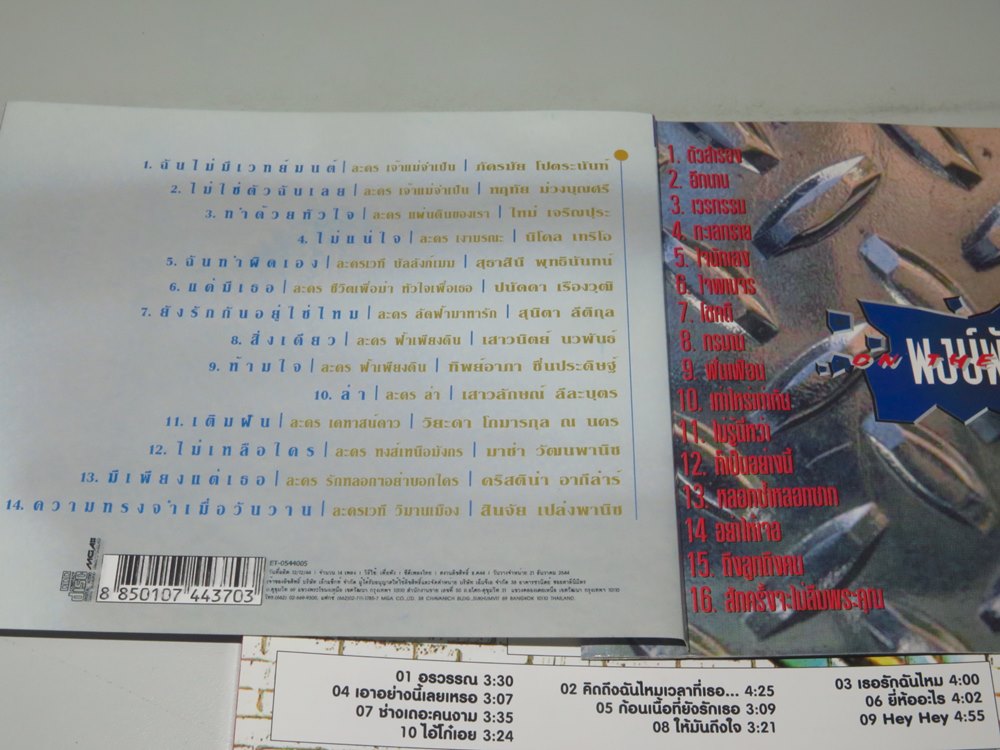 1. ฉันไม่มีเวทย์มนต์ | ละคร เจ้าแม่จำเป็น | ภัครมัย โปตระนันท์
2. ไม่ใช่ตัวฉันเลย | ละคร เจ้าแม่จำเป็น | หฤทัย ม่วงบุญศรี
3. ทำด้วยหัวใจ | ละคร แผ่นดินของเรา | ไหม เจริญปุระ
4. ไม่แน่ใจ | ละคร เงามรณะ | นิโคล เทริโอ
5. ฉันทำผิดเอง | ละครเวที บัลลังก์เมฆ | สุธาสินี พุทธินันทน์
6. แค่มีเธอ | ละคร ชีวิตเพื่อฆ่า หัวใจเพื่อเธอ | ปนัดดา เรืองวุฒิ
7. ยังรักกันอยู่ใช่ไหม | ละคร ลัดฟ้ามาหารัก | สุนิตา ลีติกุล
8. สิ่งเดียว | ละคร ฟ้าเพียงดิน | เสาวนิตย์ นวพันธ์
9. ห้ามใจ | ละคร ฟ้าเพียงดิน | ทิพย์อาภา ชื่นประดิษฐ์
10. ล่า | ละคร ล่า | เสาวลักษณ์ ลีละบุตร
11. เติมฝัน | ละคร เคหาสน์ดาว | วิยะดา โกมารกุล ณ นคร
12. ไม่เหลือใคร | ละคร หงส์เหนือมังกร | มาช่า วัฒนพานิช
13. มีเพียงแต่เธอ | ละคร รักหลอกๆอย่าบอกใคร | คริสติน่า อากีล่าร์
14. ความทรงจำเมื่อวันวาน | ละครเวที วิมานเมือง | สินจัย เปล่งพานิช
MGA
ET-0544005
8 850107 443703
1. ตัวสำรอง
2. อีกนาน
3. เวรกรรม
4. ทะเลทราย
5. ใจนักเลง
6. ไว้พนาจร
7. โชคดี
8. ทรมาน
9. ฟั่นเฟือน
11. ไม่รู้นี่หว่า
12. ก็เป็นอย่างนี้
15. ถึงลูกถึงคน
16. สักครั้งจะไม่ลืมพระคุณ
ON THE
01 อรวรรณ 3:30
02 คิดถึงฉันไหมเวลาที่เธอ... 4:25
03 เธอรักฉันไหม 4:00
04 เอาอย่างนี้เลยเหรอ 3:07
05 ก้อนเนื้อที่ยังรักเธอ 3:09
06 ยี่ห้ออะไร 4:02
07 ช่างเถอะคนงาม 3:35
08 ให้มันถึงใจ 3:21
09 Hey Hey 4:55
10 ไอ้โก๋เอย 3:24